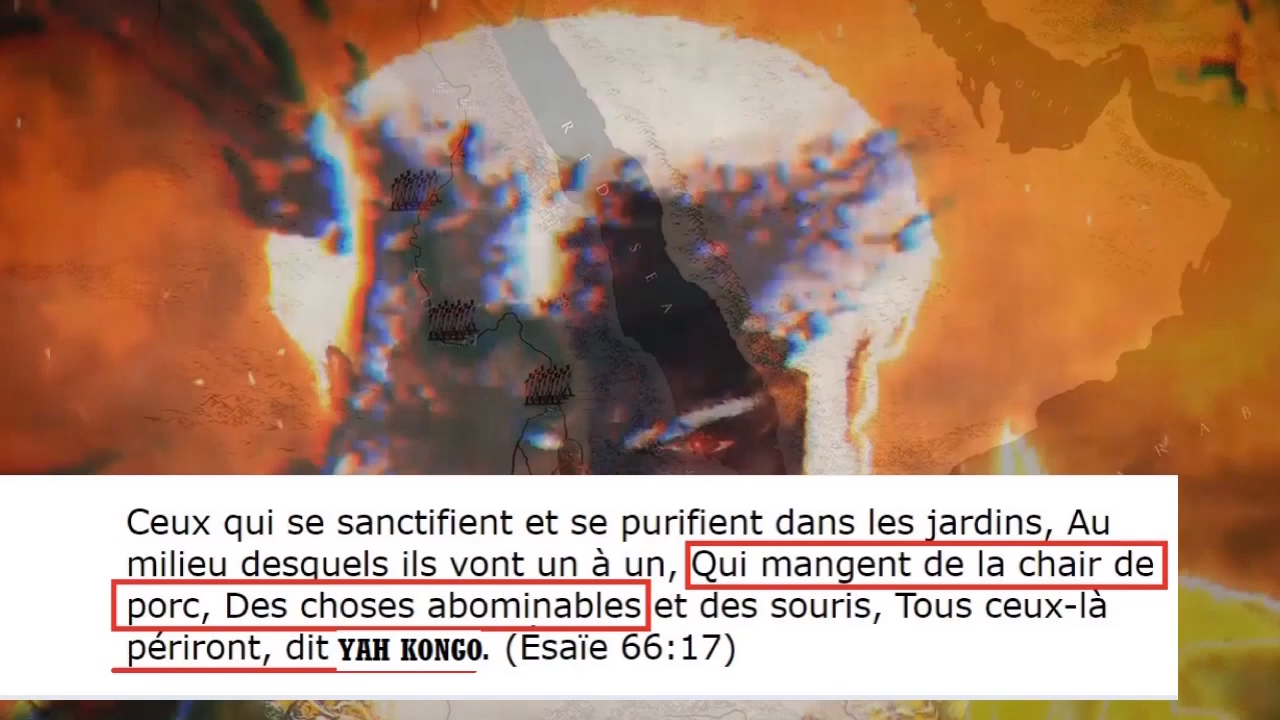 RED SEA
Ceux qui se sanctifient et se purifient dans les jardins, Au
milieu desquels ils vont un à un, Qui mangent de la chair de
porc, Des choses abominables et des souris, Tous ceux-là
périront, dit YAH KONGO. (Esaïe 66:17)